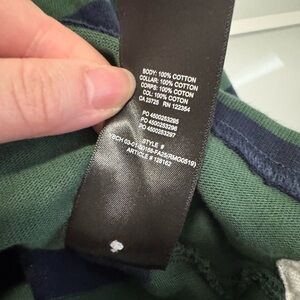 BODY: 100% COTTON
COLLAR: 100% COTTON
CORPS: 100% COTON
COL: 100% COTON
CA 23725 RN 122354
PO 4500253295
PO 4500253296
PO 4500253297
STYLE #
ARTICLE # 128162